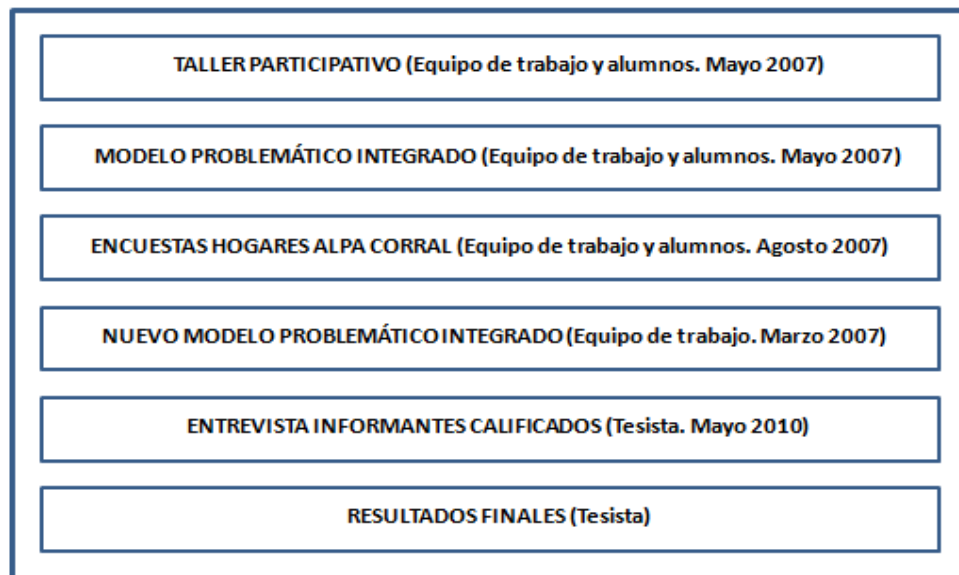 TALLER PARTICIPATIVO (Equipo de trabajo y alumnos. Mayo 2007)
MODELO PROBLEMÁTICO INTEGRADO (Equipo de trabajo y alumnos. Mayo 2007)
ENCUESTAS HOGARES ALPA CORRAL (Equipo de trabajo y alumnos. Agosto 2007)
NUEVO MODELO PROBLEMÁTICO INTEGRADO (Equipo de trabajo. Marzo 2007)
ENTREVISTA INFORMANTES CALIFICADOS (Tesista. Mayo 2010)
RESULTADOS FINALES (Tesista)